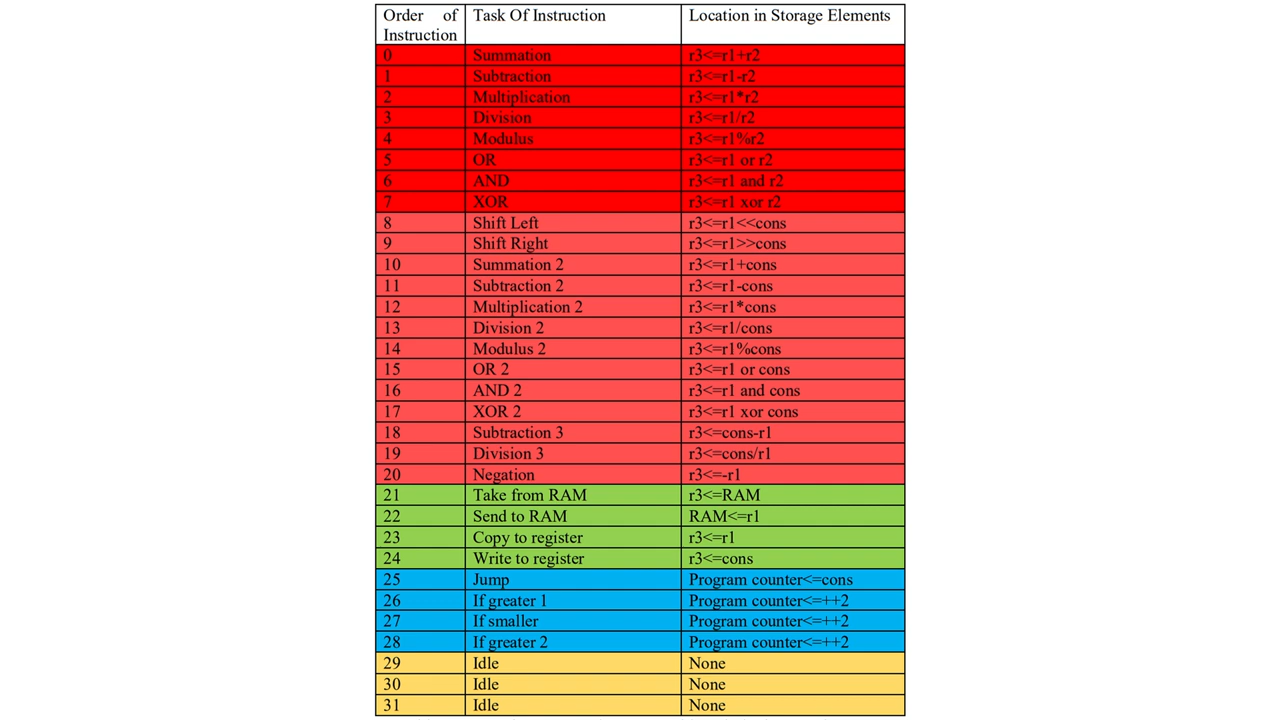 Order of Instruction Task Of Instruction Location in Storage Elements
0 Summation r3<=r1+r2
1 Subtraction r3<=r1-r2
2 Multiplication r3<=r1*r2
3 Division r3<=r1/r2
4 Modulus r3<=r1%r2
5 OR r3<=r1 or r2
6 AND r3<=r1 and r2
7 XOR r3<=r1 xor r2
8 Shift Left r3<=r1<<cons
9 Shift Right r3<=r1>>cons
10 Summation 2 r3<=r1+cons
11 Subtraction 2 r3<=r1-cons
12 Multiplication 2 r3<=r1*cons
13 Division 2 r3<=r1/cons
14 Modulus 2 r3<=r1%cons
15 OR 2 r3<=r1 or cons
16 AND 2 r3<=r1 and cons
17 XOR 2 r3<=r1 xor cons
18 Subtraction 3 r3<=cons-r1
19 Division 3 r3<=cons/r1
20 Negation r3<=-r1
21 Take from RAM r3<=RAM
22 Send to RAM RAM<=r1
23 Copy to register r3<=r1
24 Write to register r3<=cons
25 Jump Program counter<=cons
26 If greater 1 Program counter<=++2
27 If smaller Program counter<=++2
28 If greater 2 Program counter<=++2
29 Idle None
30 Idle None
31 Idle None